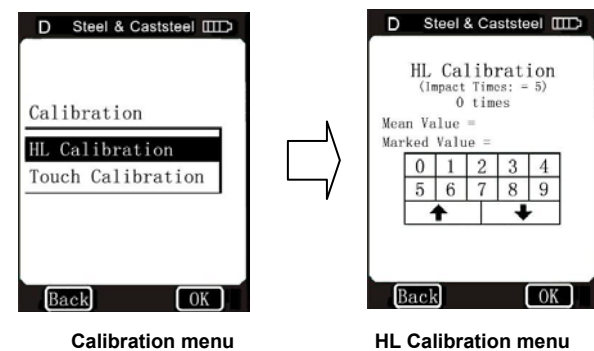 D Steel & Caststeel
Calibration
HL Calibration
Touch Calibration
Back OK
Calibration menu
D Steel & Caststeel
HL Calibration
(Impact Times: = 5)
0 times
Mean Value =
Marked Value =
0 1 2 3 4
5 6 7 8 9
Back OK
HL Calibration menu